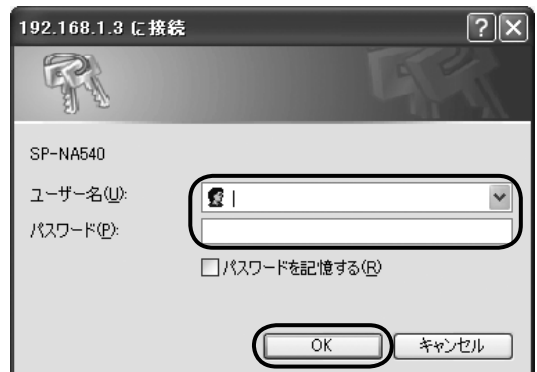 192.168.1.3 に接続
SP-NA540
ユーザー名(U):
パスワード(P):
パスワードを記憶する(R)
OK キャンセル